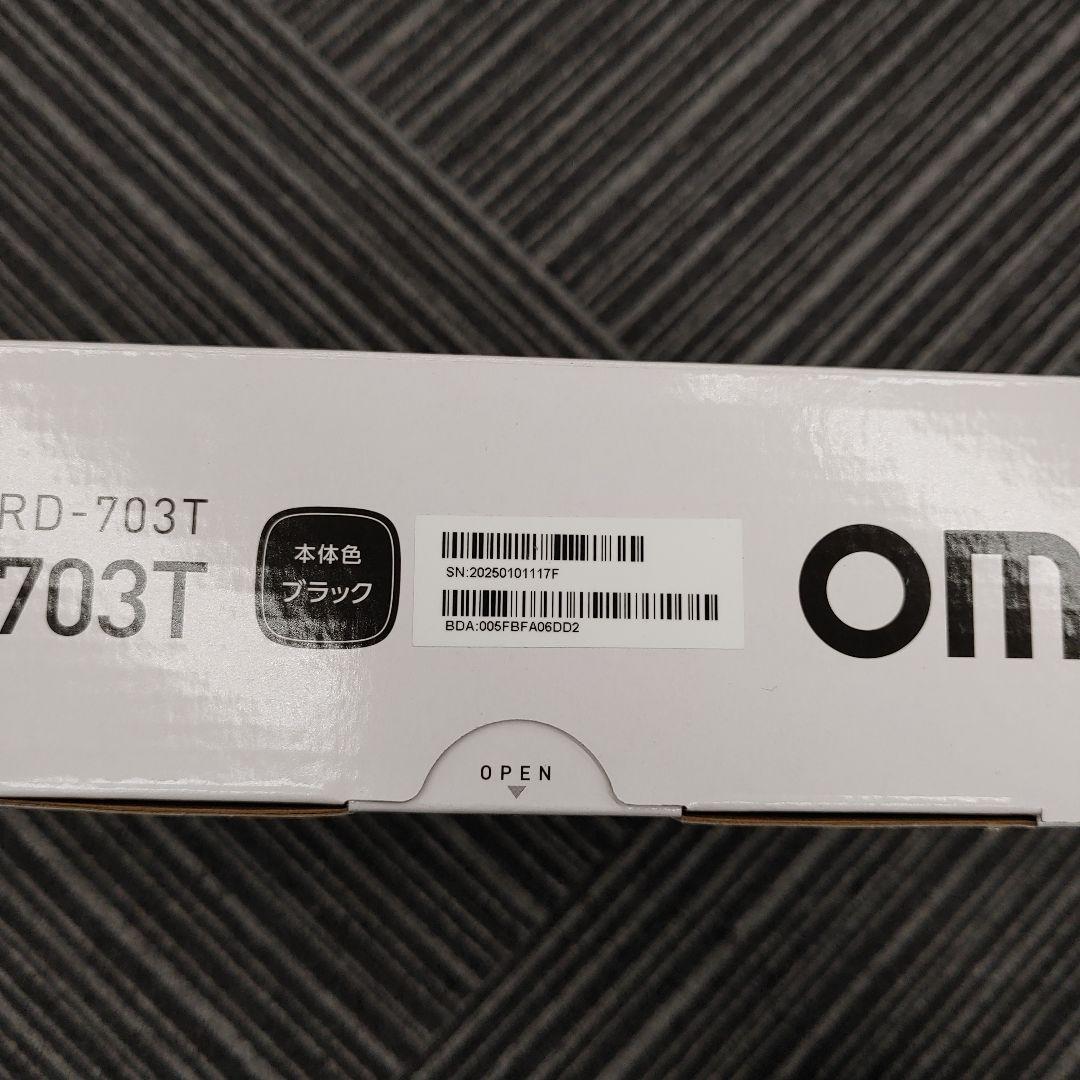 RD-703T
703T
本体色
ブラック
SN:20250101117F
BDA:005FBFA06DD2
om
OPEN